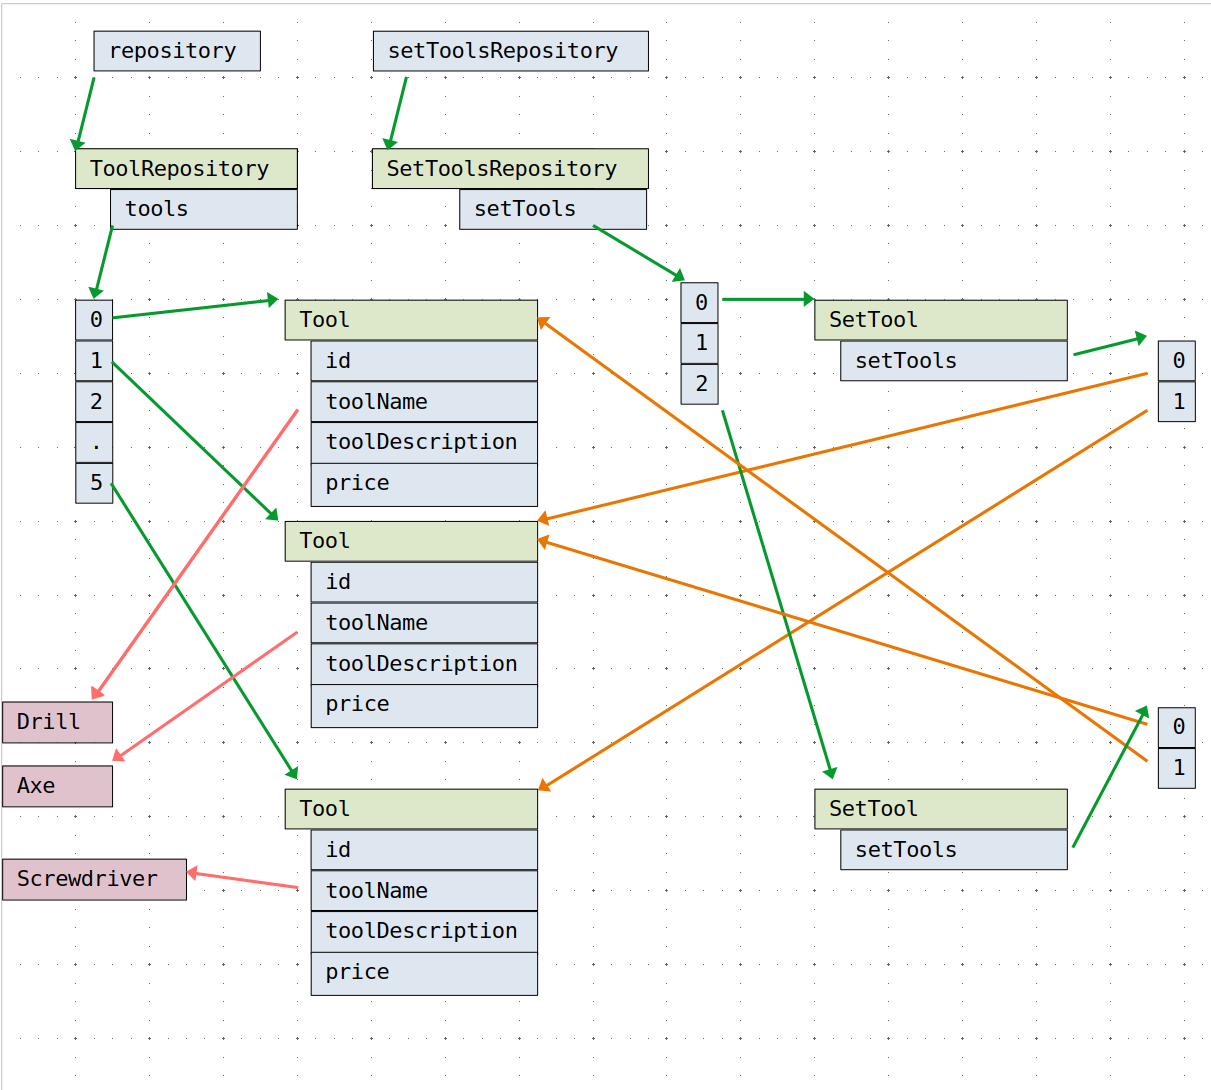 repository
setToolsRepository
ToolRepository
tools
SetToolsRepository
setTools
0
1
2
.
5
Tool
id
toolName
toolDescription
price
Tool
id
toolName
toolDescription
price
Tool
id
toolName
toolDescription
price
Drill
Axe
Screwdriver
0
1
2
SetTool
setTools
0
1
SetTool
setTools
0
1